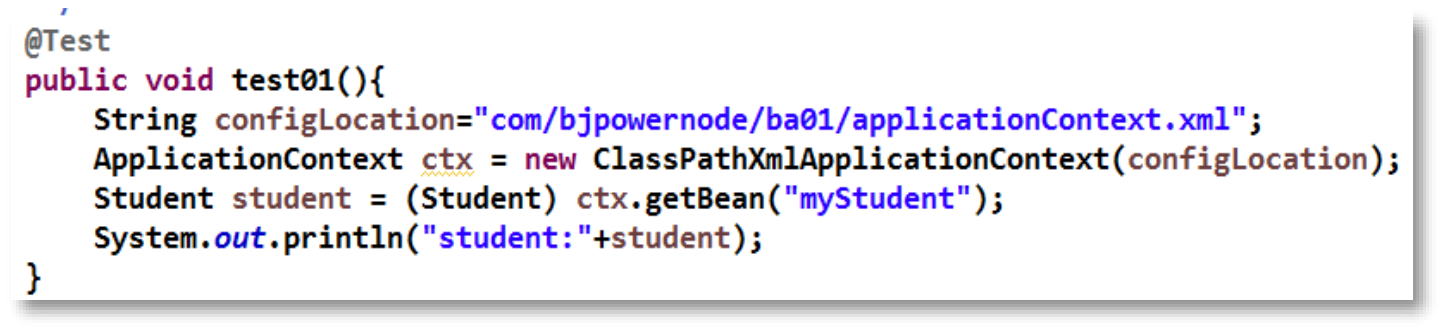 @Test
public void test01(){
    String configLocation="com/bjpowernode/ba01/applicationContext.xml";
    ApplicationContext ctx = new ClassPathXmlApplicationContext(configLocation);
    Student student = (Student) ctx.getBean("myStudent");
    System.out.println("student:"+student);
}